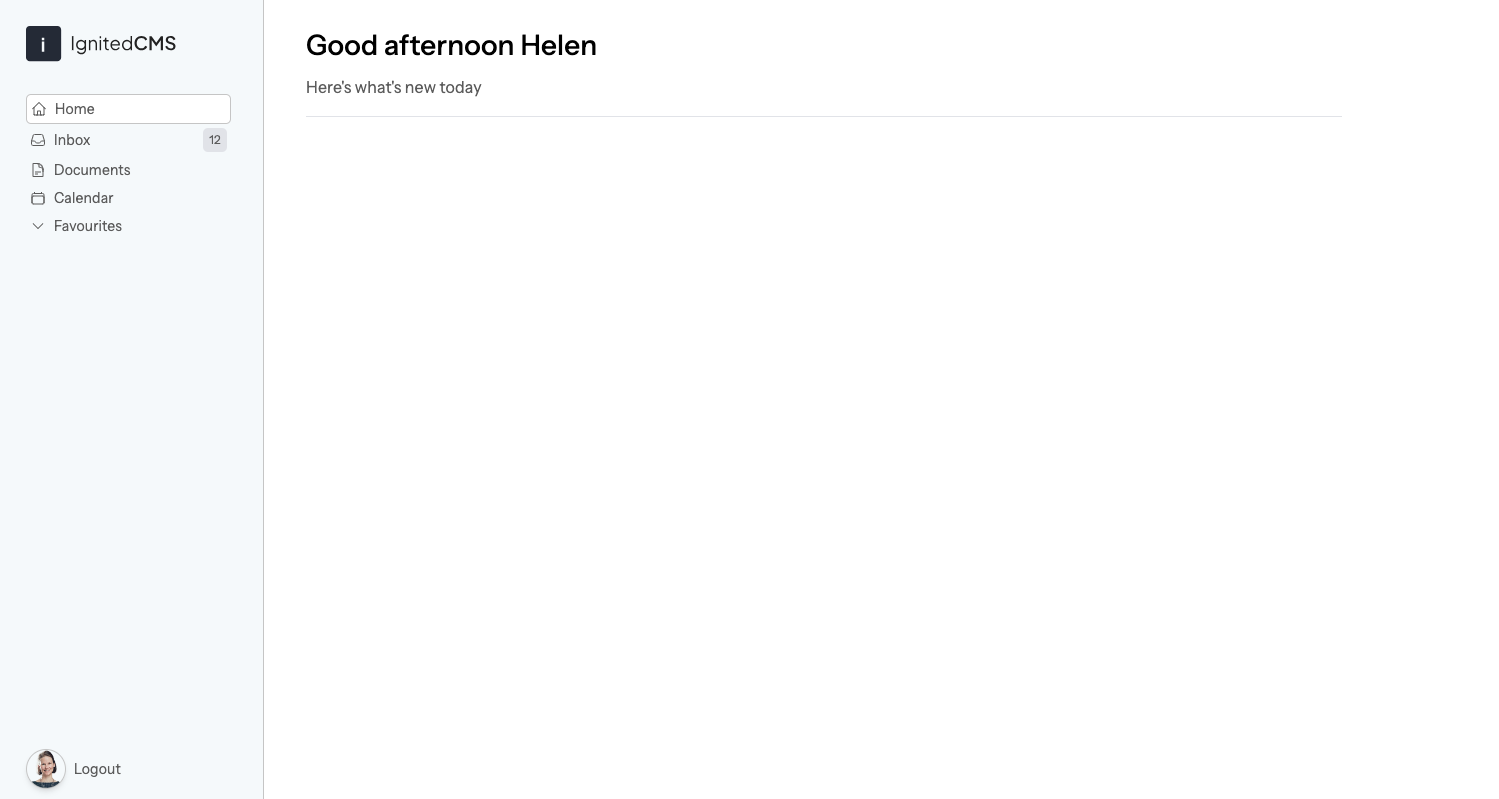 i IgnitedCMS
Home
Inbox 12
Documents
Calendar
Favourites
Logout
Good afternoon Helen
Here's what's new today